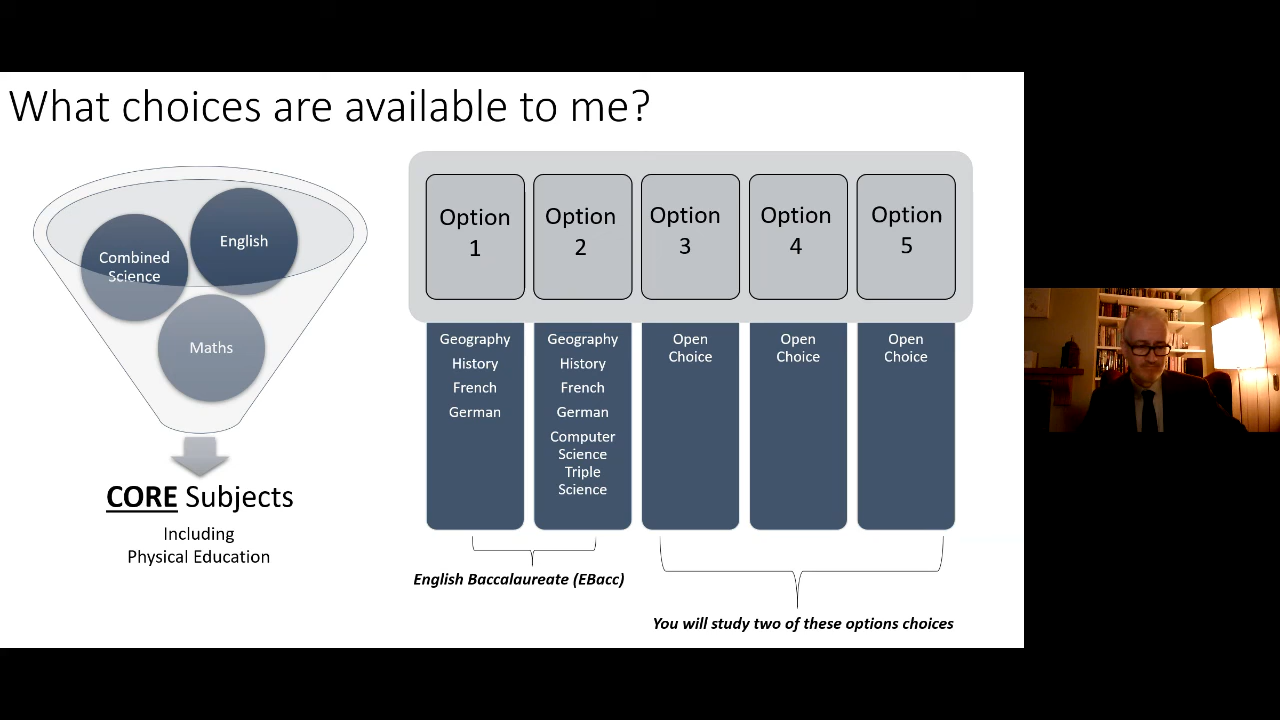 What choices are available to me?
Combined
Science
English
Maths
CORE Subjects
Including
Physical Education
Option
1
Option
2
Option
3
Option
4
Option
5
Geography
History
French
German
Geography
History
French
German
Computer
Science
Triple
Science
Open
Choice
Open
Choice
Open
Choice
English Baccalaureate (EBacc)
You will study two of these options choices